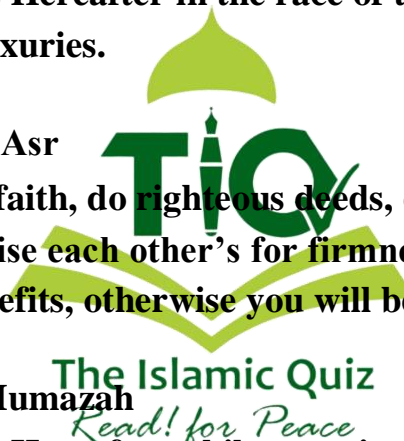 Hereafter in the race of
xuries.
Asr
TIQ
faith, do righteous deeds,
ise each other's for firmn
efits, otherwise you will b
The Islamic Quiz
Humazah
Read! for Peace